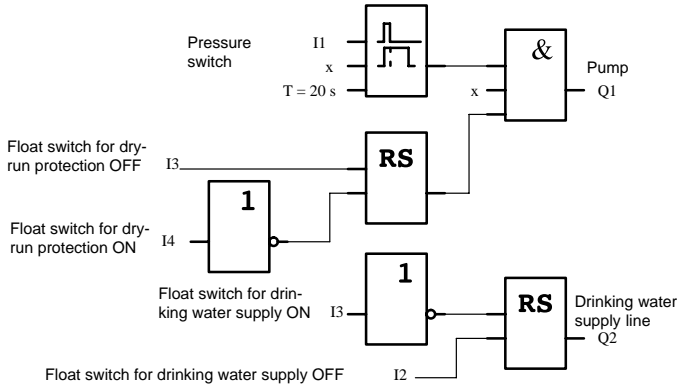 Pressure
switch
I1
x
T = 20 s
&
x
Pump
Q1
Float switch for dry-
run protection OFF
I3
RS
1
Float switch for dry-
run protection ON
I4
1
Float switch for drin-
king water supply ON
I3
RS
Drinking water
supply line
Q2
Float switch for drinking water supply OFF
I2